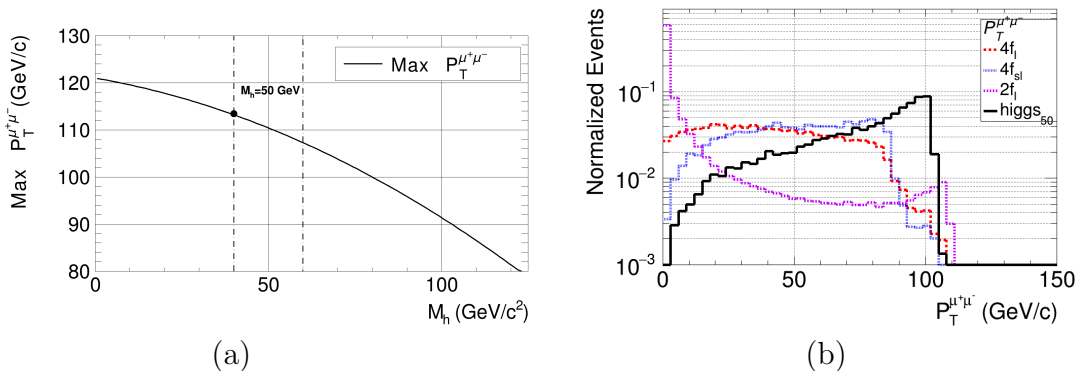 130
120
110
100
90
80
0
50
100
Max P_T^{μ⁺μ⁻} (GeV/c)
Max P_T^{μ⁺μ⁻}
M_h=50 GeV
M_h (GeV/c²)
(a)
Normalized Events
10⁻¹
10⁻²
10⁻³
P_T^{μ⁺μ⁻}
4f_l
4f_sl
2f_l
higgs_50
0
50
100
150
P_T^{μ⁺μ⁻} (GeV/c)
(b)